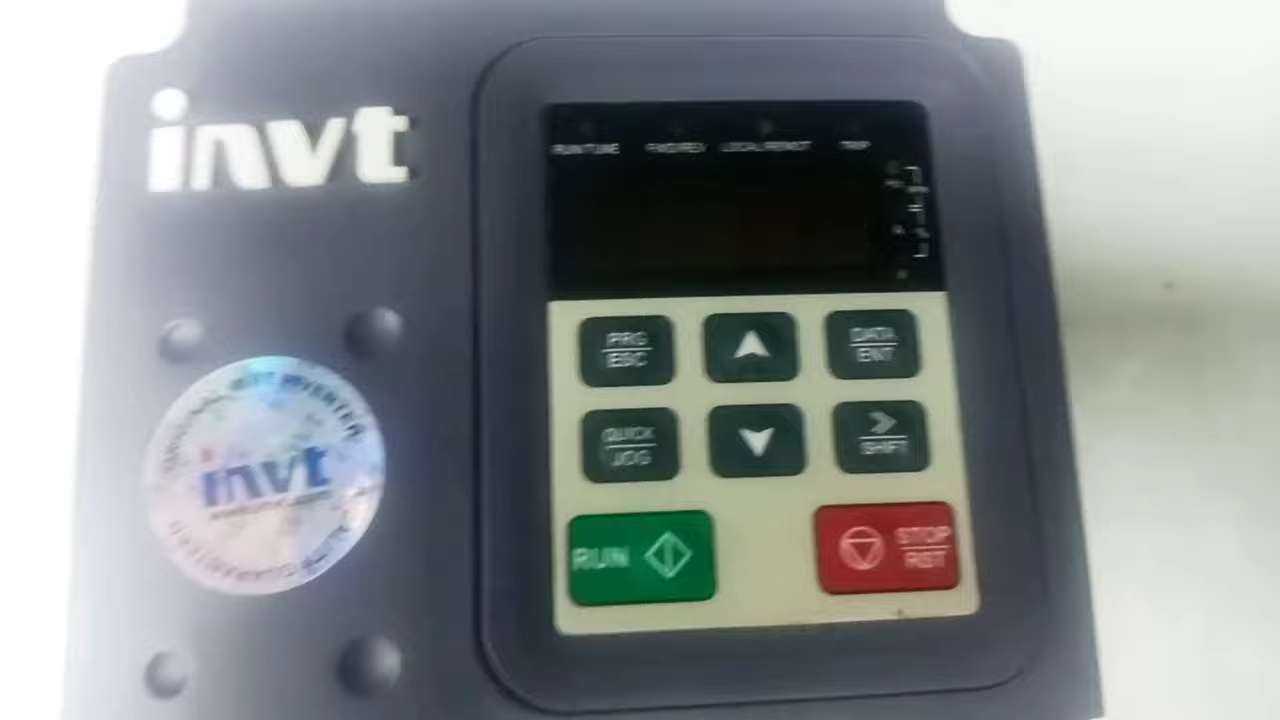 invt
RUN/TUNE FWD/REV LOCAL/REMOT TRIP
A
PRG
ESC
DATA
ENT
QUICK
JOG
SHIFT
INVERTER
invt
RUN
STOP
RST